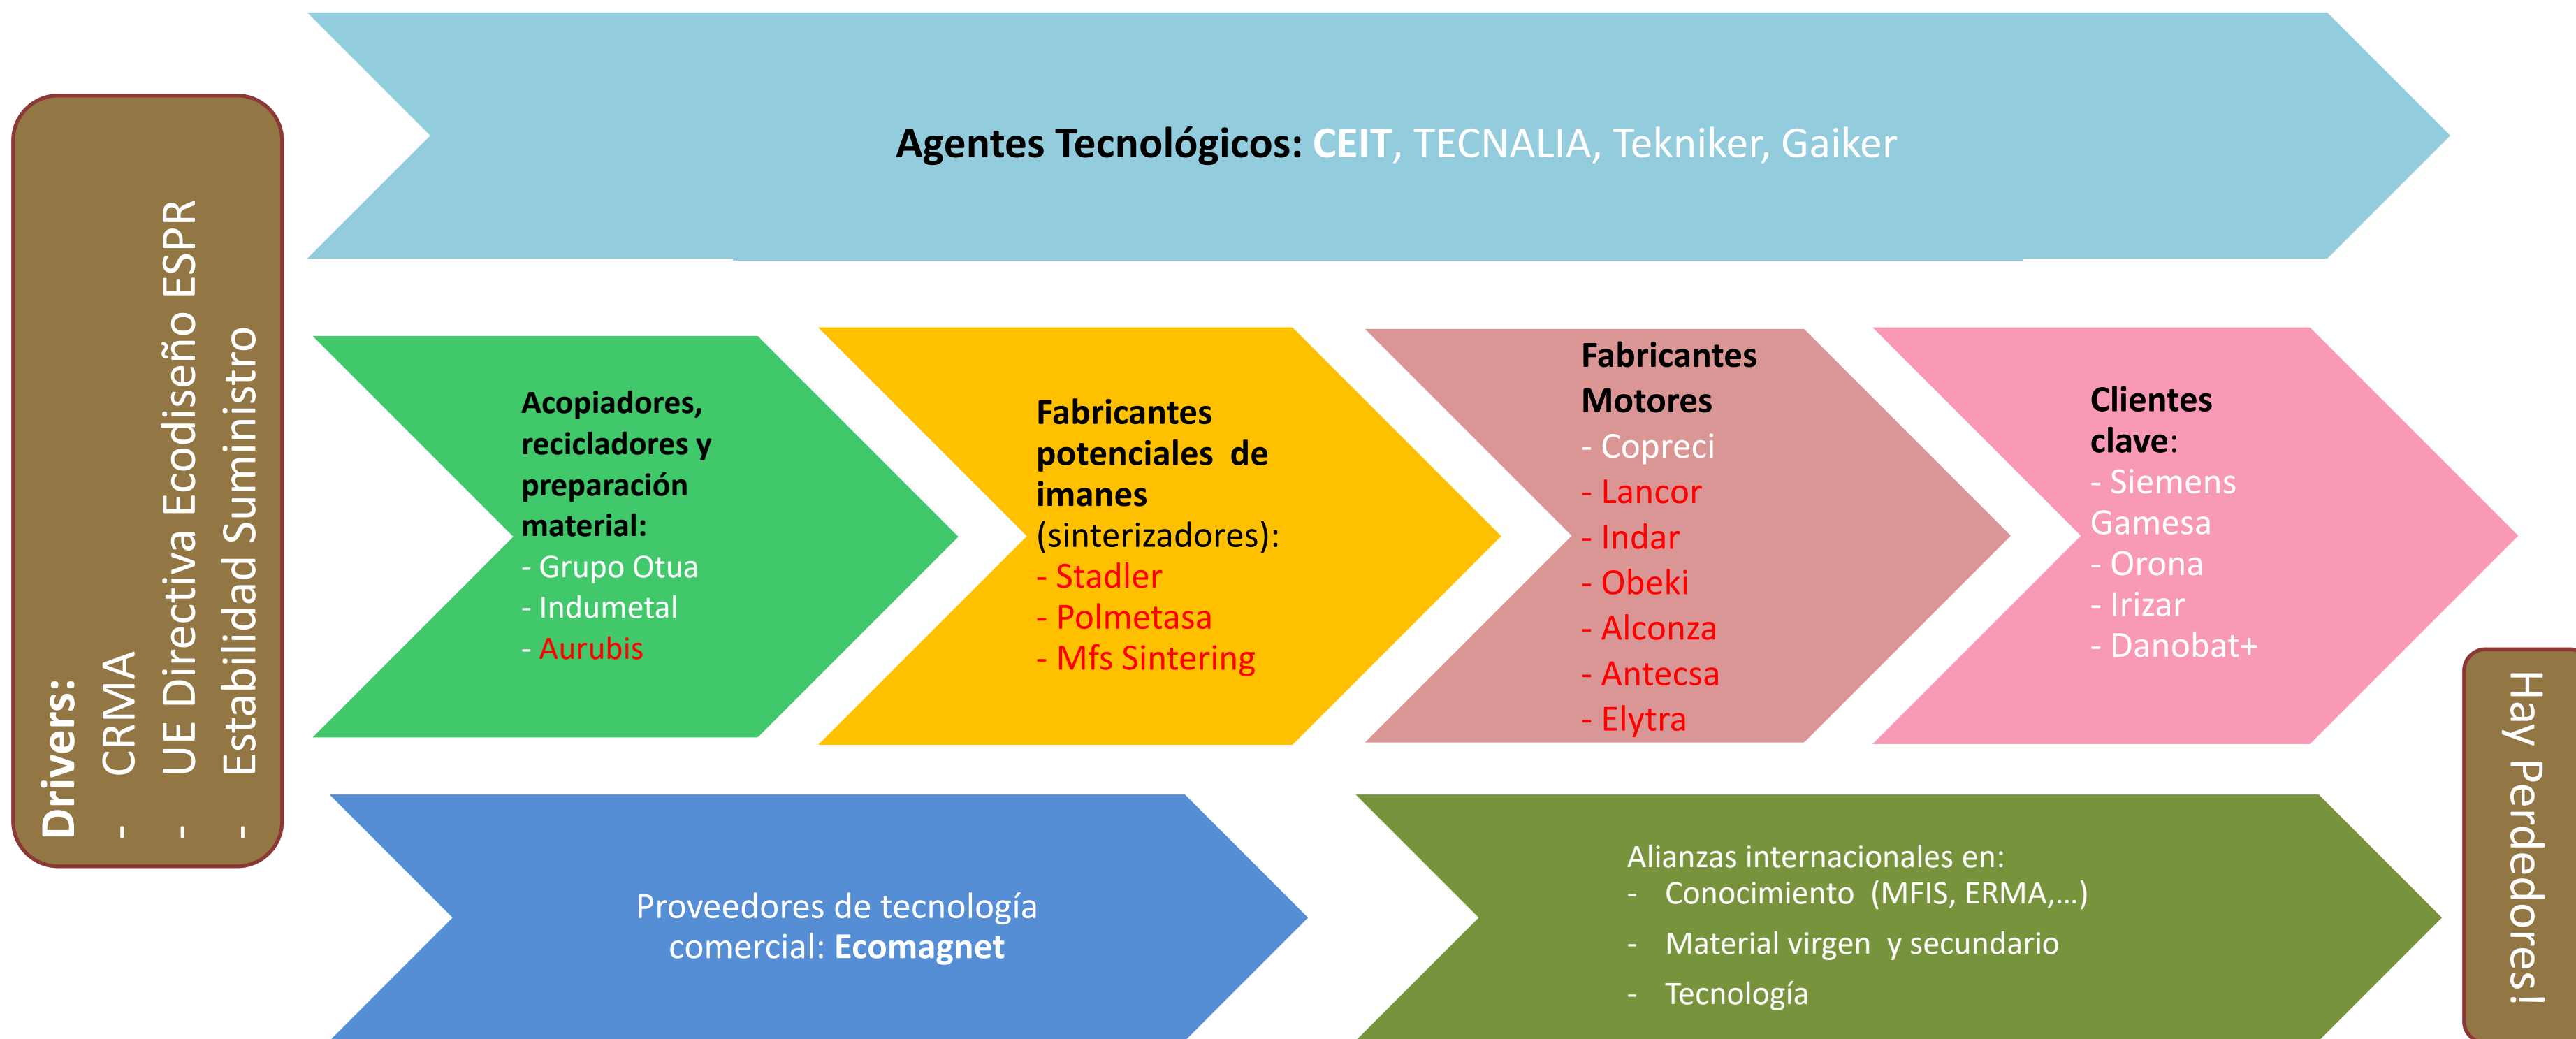 Drivers:
- CRMA
- UE Directiva Ecodiseño ESPR
- Estabilidad Suministro
Agentes Tecnológicos: CEIT, TECNALIA, Tekniker, Gaiker
Acopiadores,
recicladores y
preparación
material:
- Grupo Otua
- Indumetal
- Aurubis
Fabricantes
potenciales de
imanes
(sinterizadores):
- Stadler
- Polmetasa
- Mfs Sintering
Fabricantes
Motores
- Copreci
- Lancor
- Indar
- Obeki
- Alconza
- Antecsa
- Elytra
Clientes
clave:
- Siemens
Gamesa
- Orona
- Irizar
- Danobat+
Proveedores de tecnología
comercial: Ecomagnet
Alianzas internacionales en:
- Conocimiento (MFIS, ERMA,...)
- Material virgen y secundario
- Tecnología
Hay Perdedores!